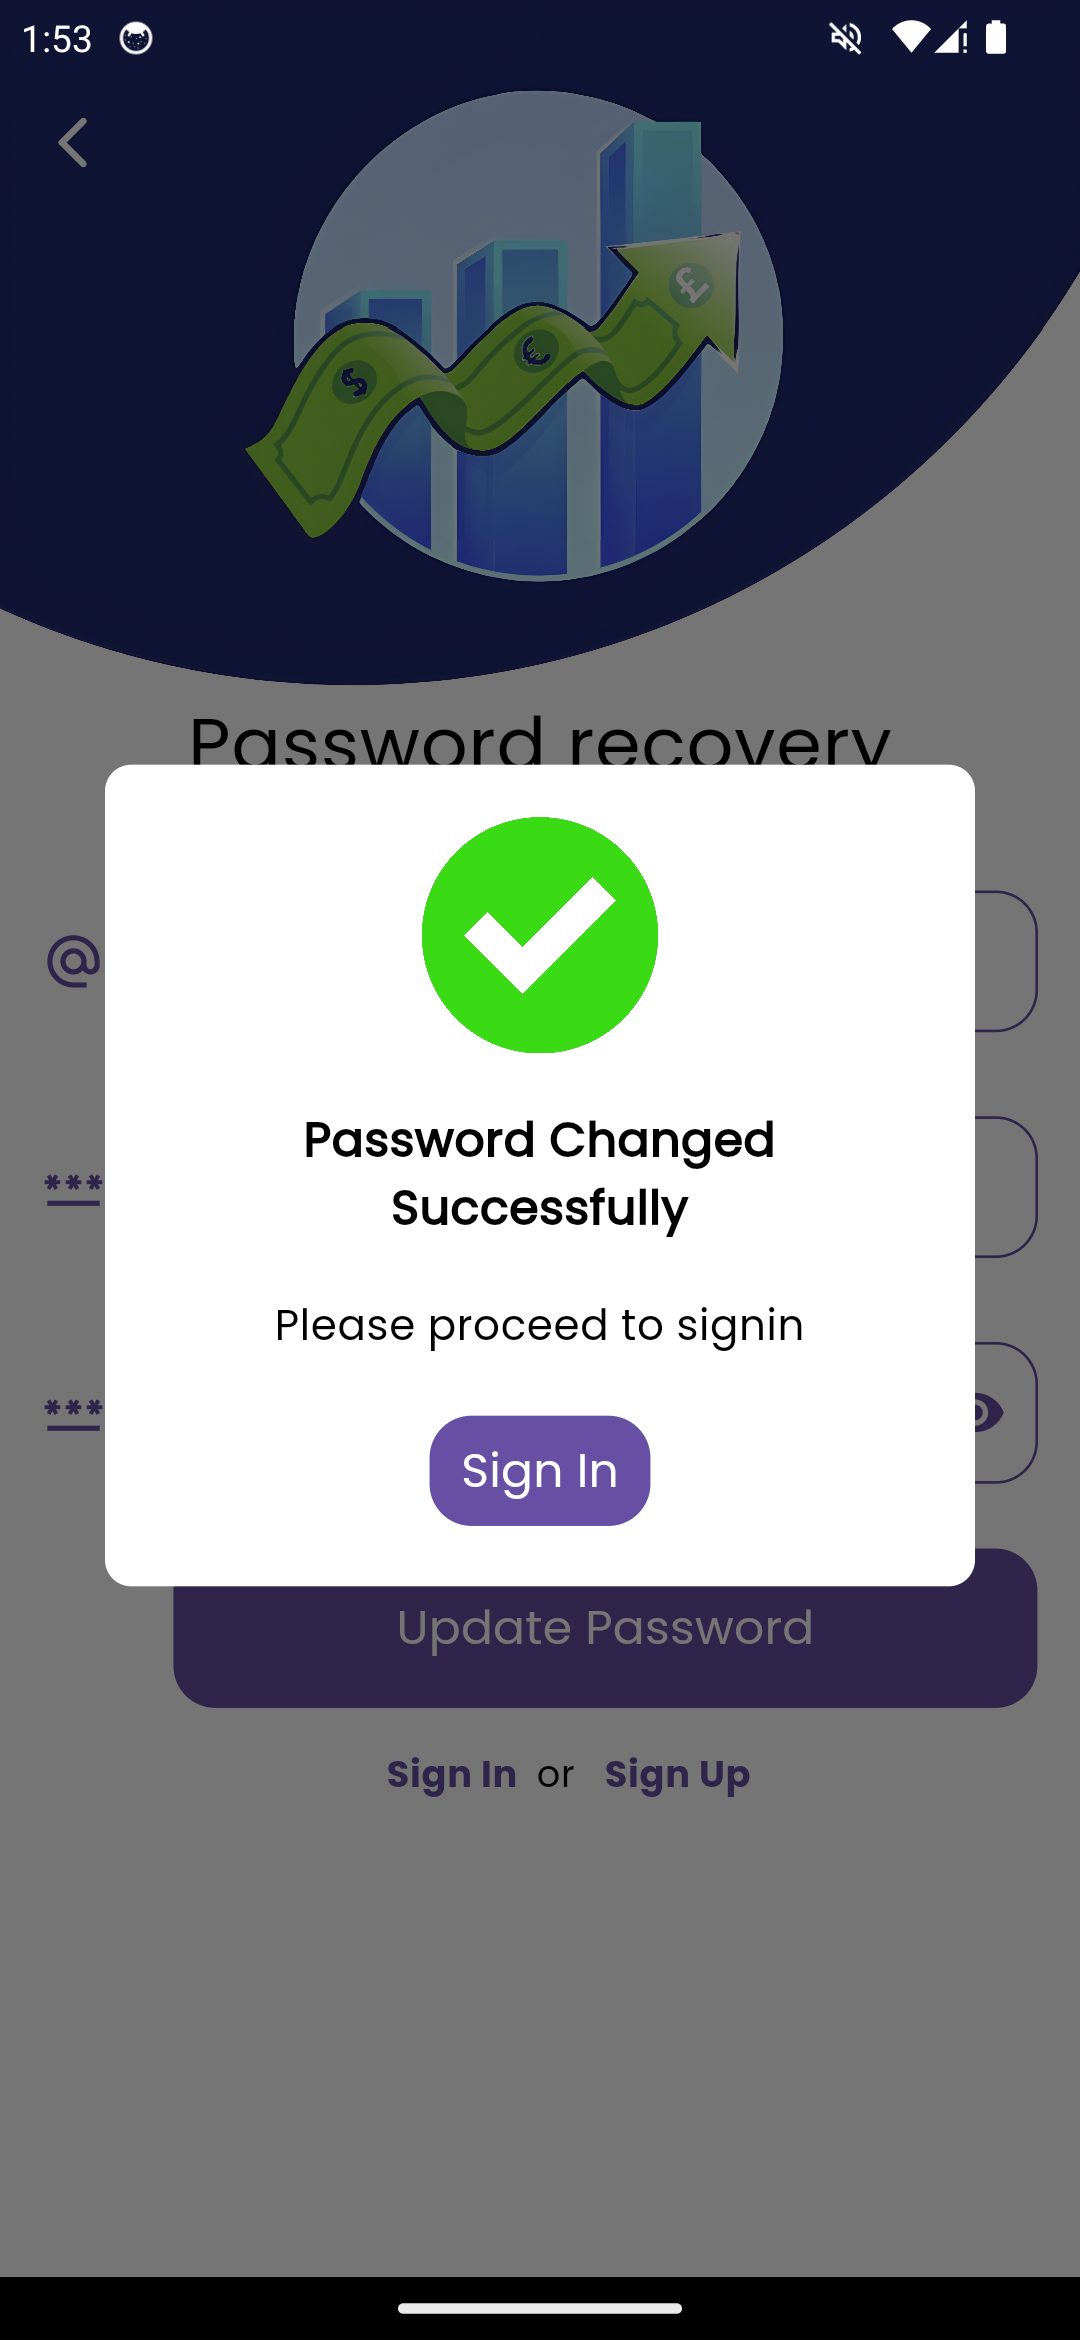 1:53
$
€
£
Password recovery
Password Changed
Successfully
Please proceed to signin
Sign In
Update Password
Sign In or Sign Up